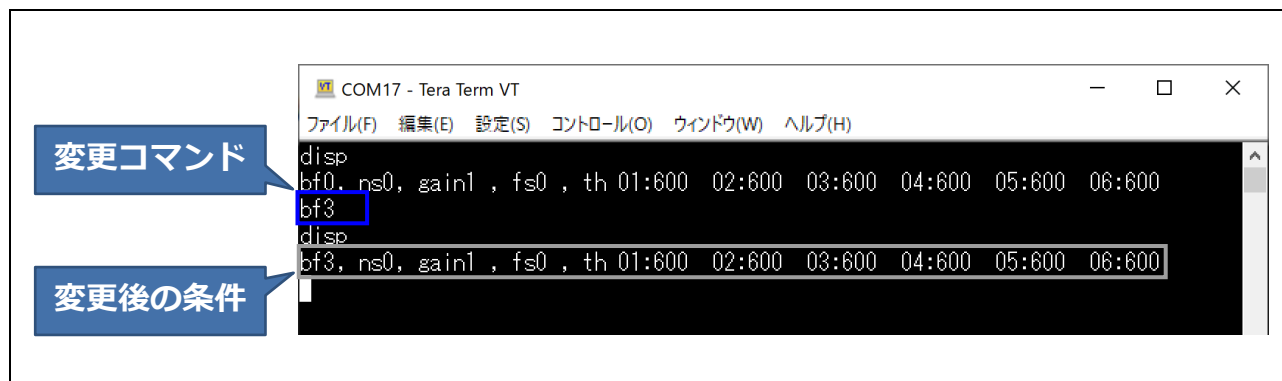 COM17 - Tera Term VT
ファイル(F) 編集(E) 設定(S) コントロール(O) ウィンドウ(W) ヘルプ(H)
変更コマンド
disp
bf0, ns0, gain1 , fs0 , th 01:600 02:600 03:600 04:600 05:600 06:600
bf3
disp
bf3, ns0, gain1 , fs0 , th 01:600 02:600 03:600 04:600 05:600 06:600
変更後の条件